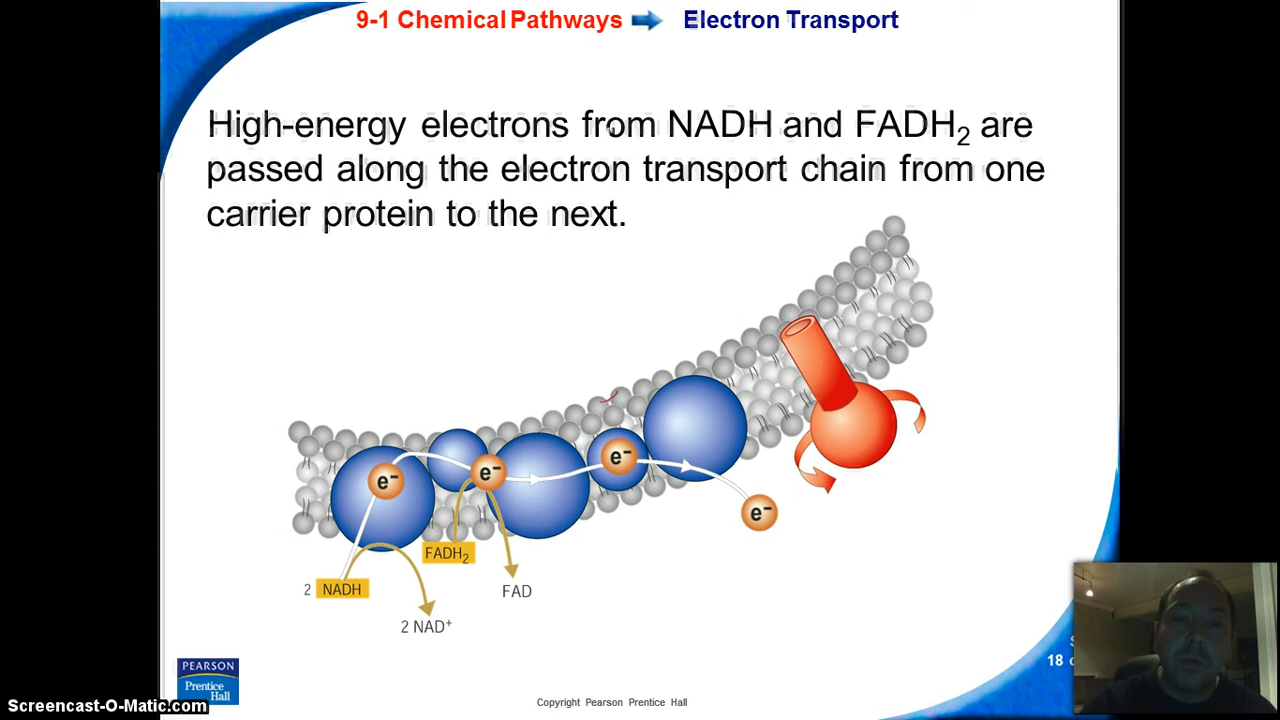 9-1 Chemical Pathways Electron Transport
High-energy electrons from NADH and FADH₂ are
passed along the electron transport chain from one
carrier protein to the next.
e⁻
e⁻
e⁻
e⁻
FADH₂
2 NADH
FAD
2 NAD⁺
18
PEARSON
Prentice
Hall
Copyright Pearson Prentice Hall
Screencast-O-Matic.com